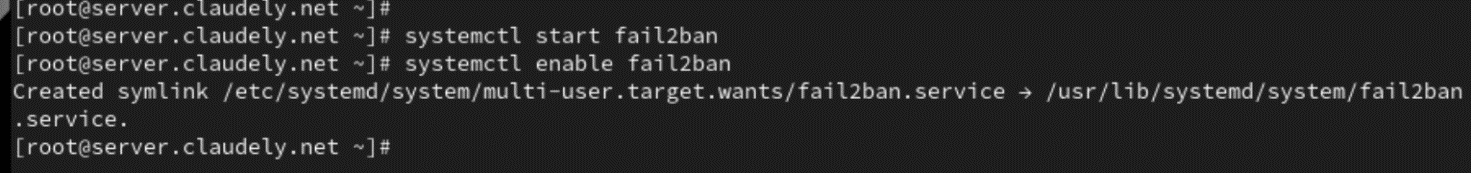 [root@server.claudely.net ~]#
[root@server.claudely.net ~]# systemctl start fail2ban
[root@server.claudely.net ~]# systemctl enable fail2ban
Created symlink /etc/systemd/system/multi-user.target.wants/fail2ban.service → /usr/lib/systemd/system/fail2ban
.service.
[root@server.claudely.net ~]#